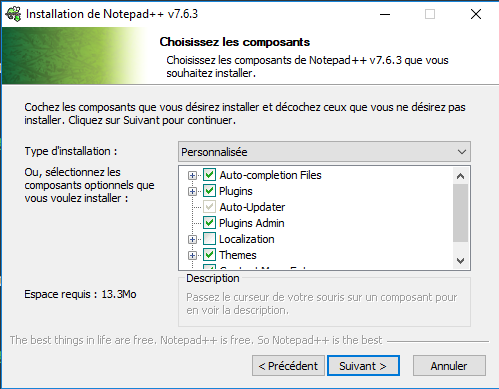 Installation de Notepad++ v7.6.3
Choisissez les composants
Choisissez les composants de Notepad++ v7.6.3 que vous
souhaitez installer.
Cochez les composants que vous désirez installer et décochez ceux que vous ne désirez pas
installer. Cliquez sur Suivant pour continuer.
Type d'installation :
Personnalisée
Ou, sélectionnez les
composants optionnels que
vous voulez installer :
Auto-completion Files
Plugins
Auto-Updater
Plugins Admin
Localization
Themes
Espace requis : 13.3Mo
Description
Passez le curseur de votre souris sur un composant pour
en voir la description.
The best things in life are free. Notepad++ is free. So Notepad++ is the best
< Précédent
Suivant >
Annuler